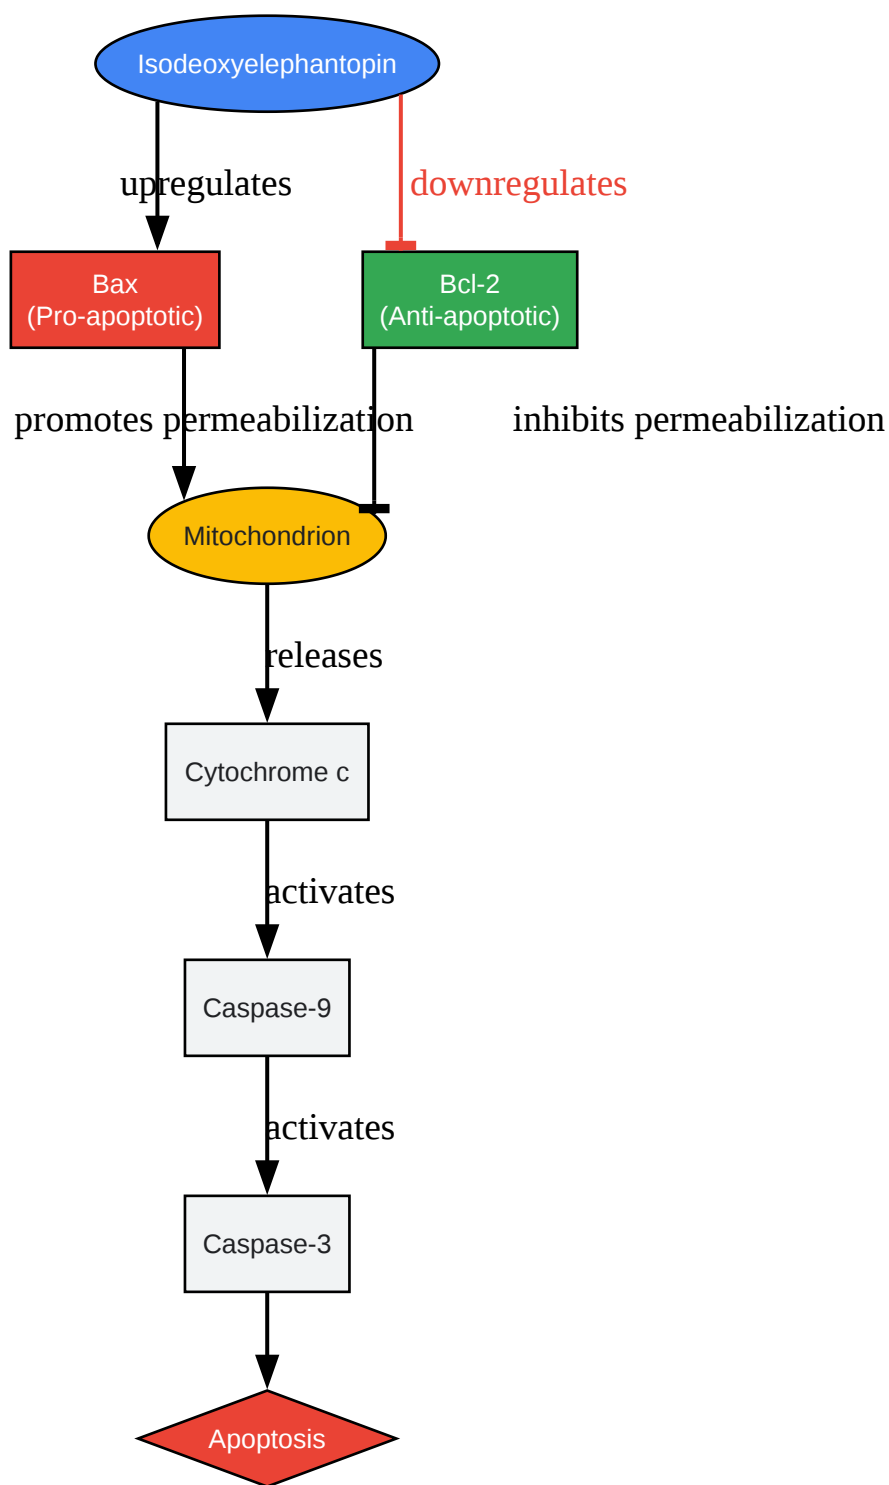 Isodeoxyelephantopin
upregulates
downregulates
Bax
(Pro-apoptotic)
Bcl-2
(Anti-apoptotic)
promotes permeabilization
inhibits permeabilization
Mitochondrion
releases
Cytochrome c
activates
Caspase-9
activates
Caspase-3
Apoptosis